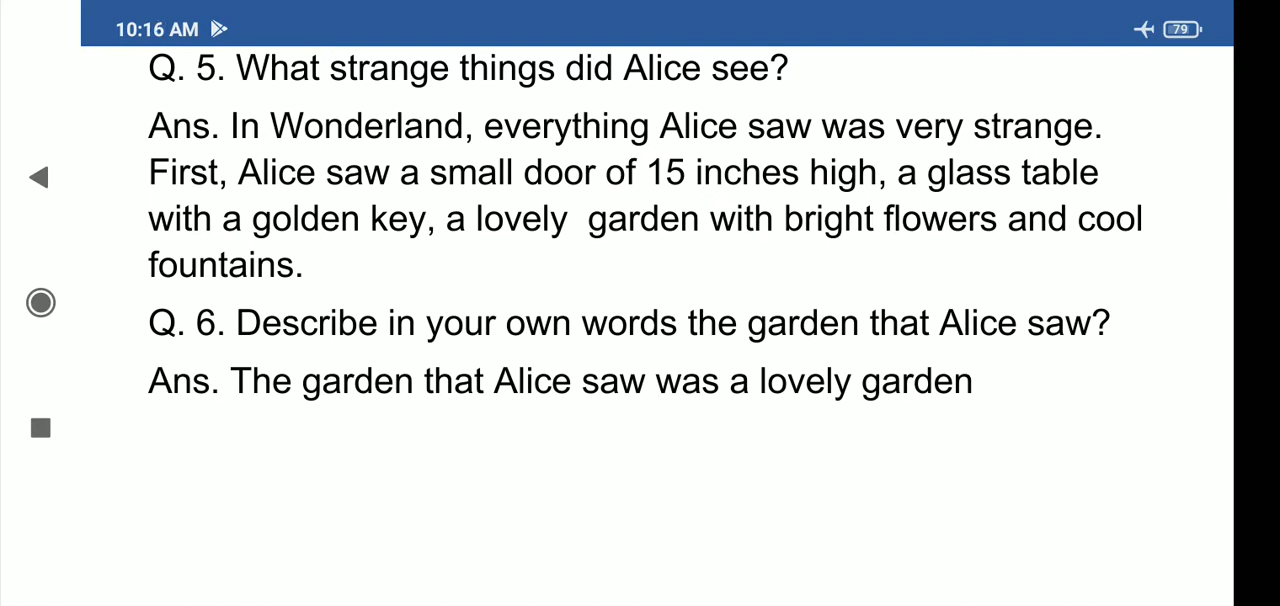 10:16 AM
79
Q. 5. What strange things did Alice see?
Ans. In Wonderland, everything Alice saw was very strange.
First, Alice saw a small door of 15 inches high, a glass table
with a golden key, a lovely  garden with bright flowers and cool
fountains.
Q. 6. Describe in your own words the garden that Alice saw?
Ans. The garden that Alice saw was a lovely garden